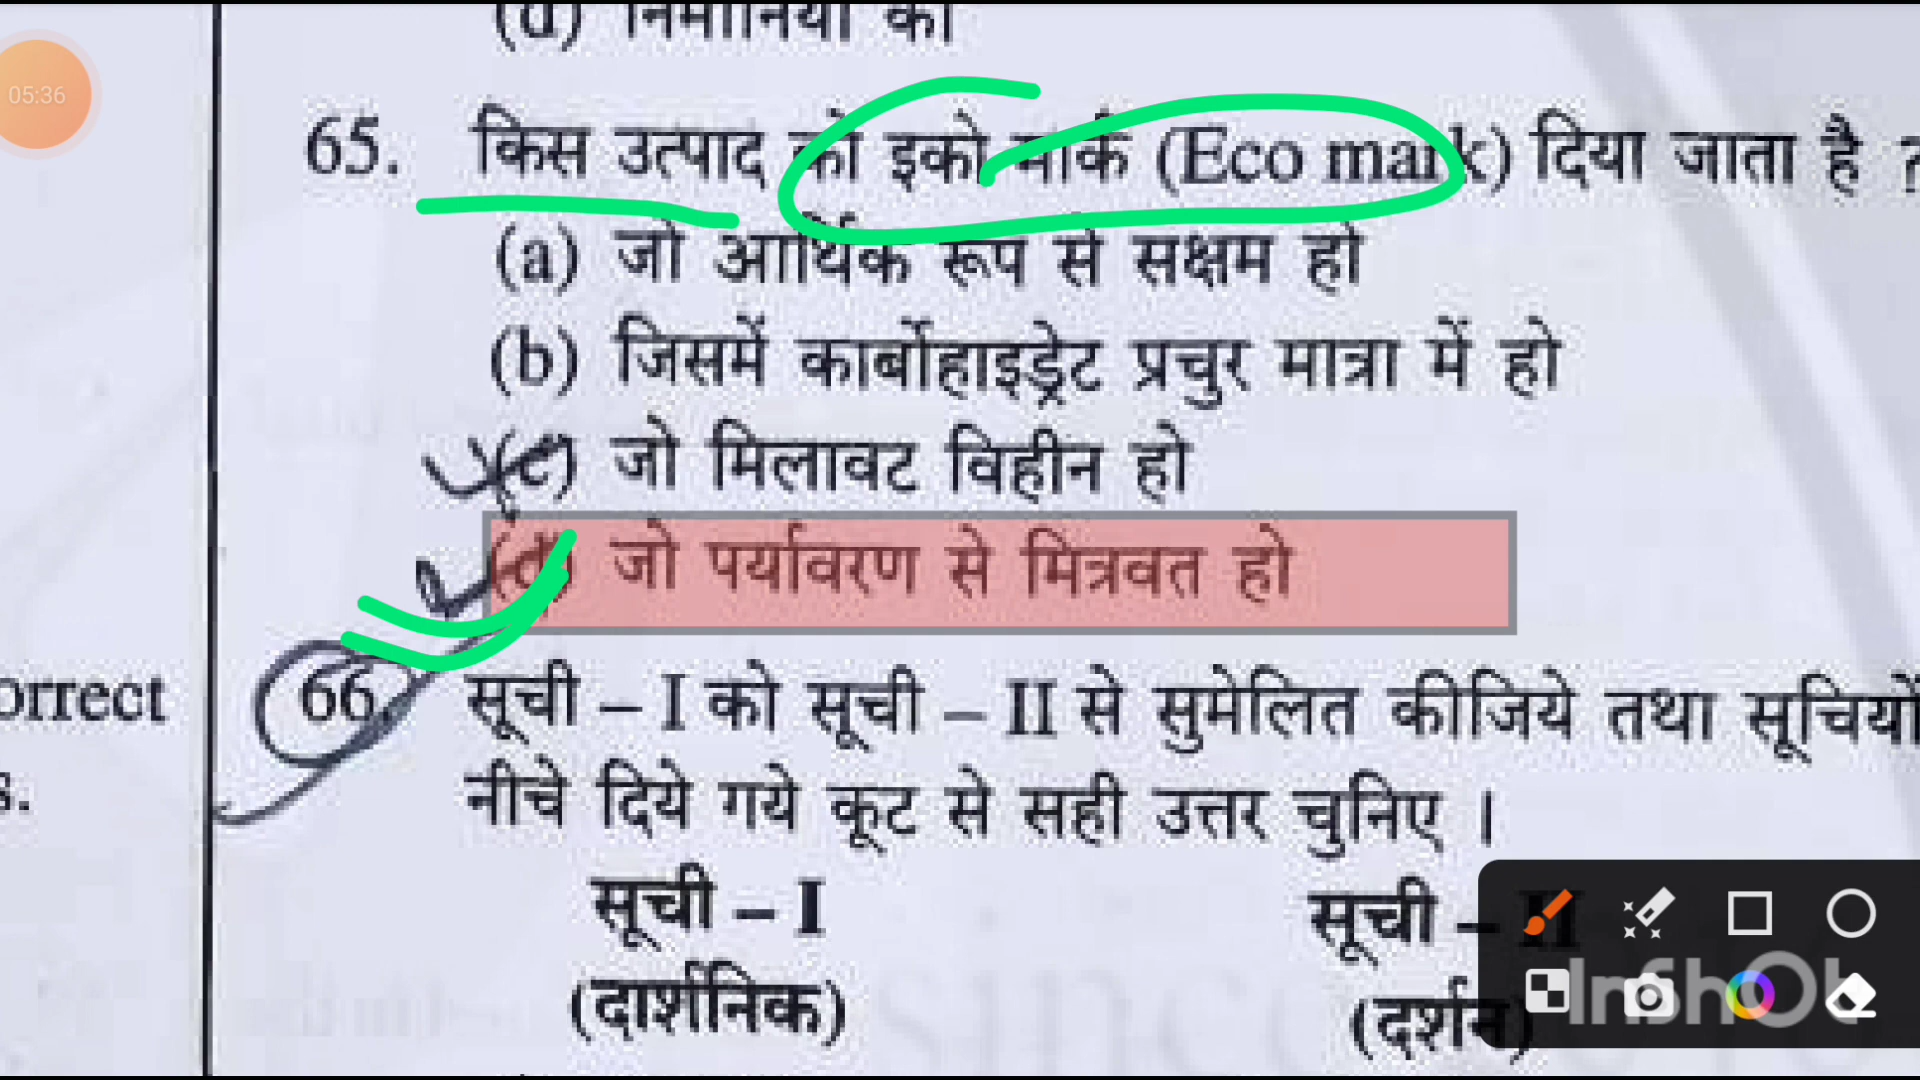 (d) निर्मानियों को
05:36
65. किस उत्पाद को इको मार्क (Eco mark) दिया जाता है ?
(a) जो आर्थिक रूप से सक्षम हो
(b) जिसमें कार्बोहाइड्रेट प्रचुर मात्रा में हो
(c) जो मिलावट विहीन हो
(d) जो पर्यावरण से मित्रवत हो
orrect
66. सूची – I को सूची – II से सुमेलित कीजिये तथा सूचियों
s.
नीचे दिये गये कूट से सही उत्तर चुनिए ।
सूची – I सूची – II
(दार्शनिक) (दर्शन)
InShOt